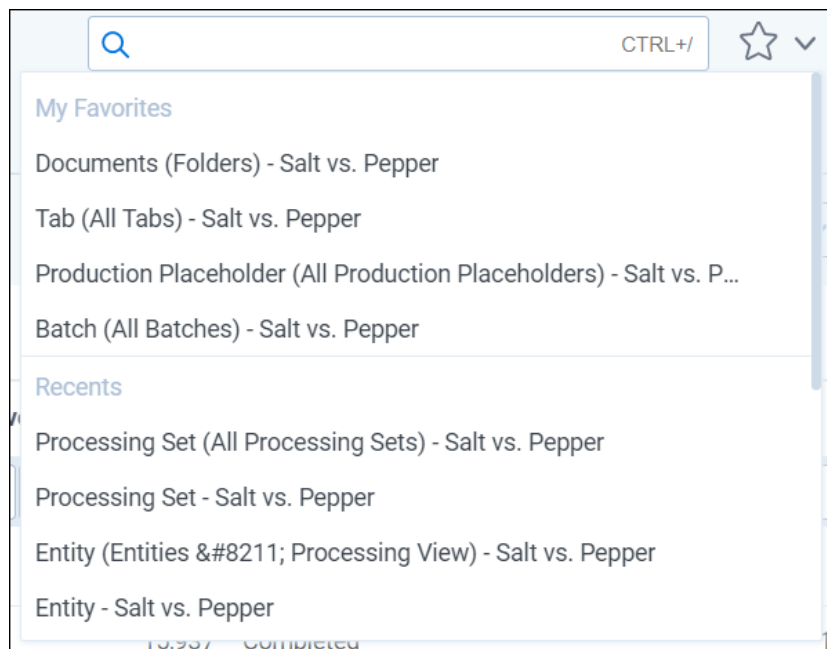 CTRL+/
My Favorites
Documents (Folders) - Salt vs. Pepper
Tab (All Tabs) - Salt vs. Pepper
Production Placeholder (All Production Placeholders) - Salt vs. P...
Batch (All Batches) - Salt vs. Pepper
Recents
Processing Set (All Processing Sets) - Salt vs. Pepper
Processing Set - Salt vs. Pepper
Entity (Entities &#8211; Processing View) - Salt vs. Pepper
Entity - Salt vs. Pepper
Completed